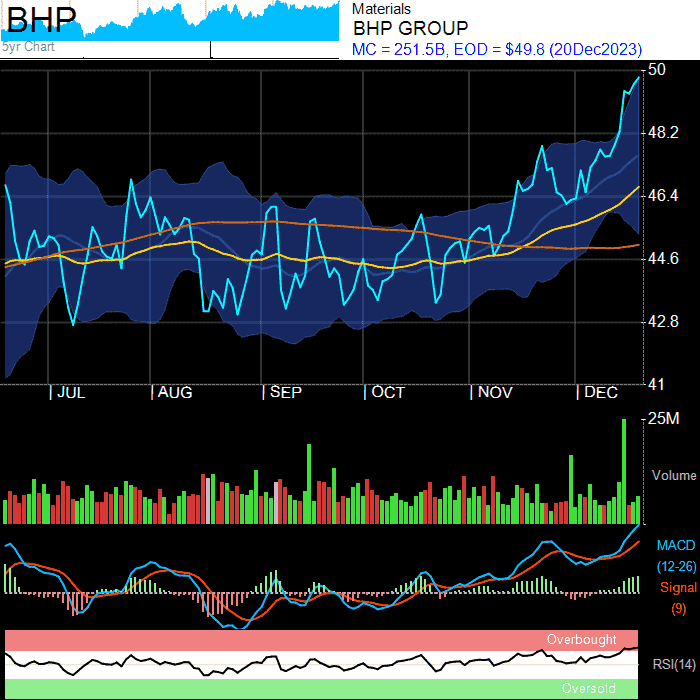 BHP
5yr Chart
Materials
BHP GROUP
MC = 251.5B, EOD = $49.8 (20Dec2023)
50
48.2
46.4
44.6
42.8
41
| JUL | AUG | SEP | OCT | NOV | DEC
25M
Volume
MACD
(12-26)
Signal
(9)
Overbought
RSI(14)
Oversold